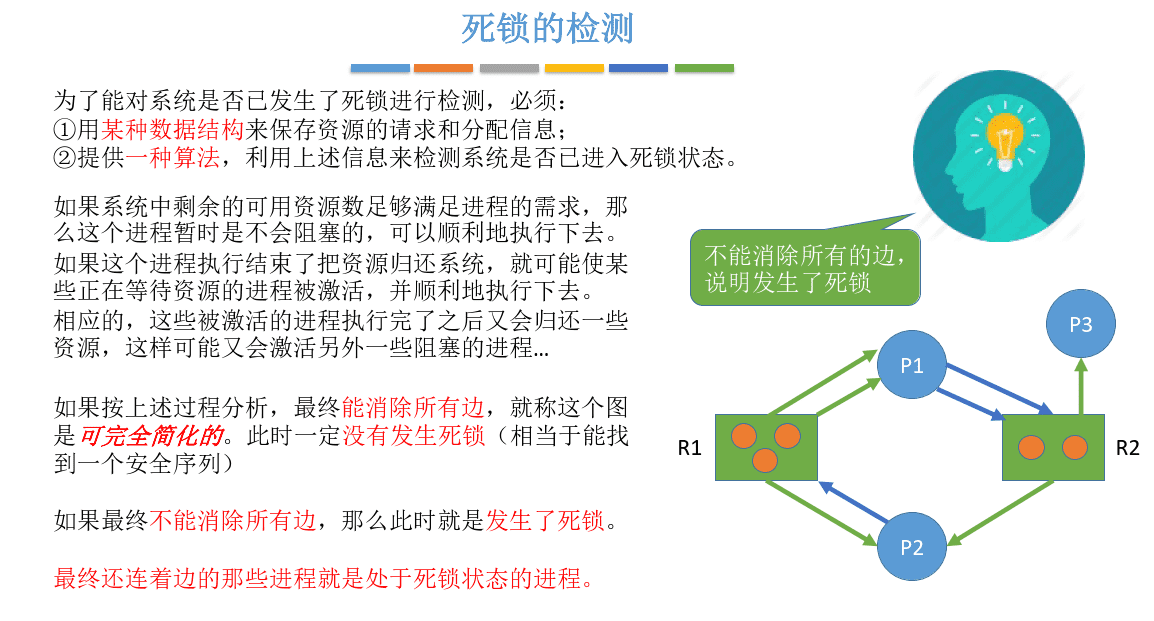 死锁的检测
为了能对系统是否已发生了死锁进行检测，必须：
①用某种数据结构来保存资源的请求和分配信息；
②提供一种算法，利用上述信息来检测系统是否已进入死锁状态。
如果系统中剩余的可用资源数足够满足进程的需求，那
么这个进程暂时是不会阻塞的，可以顺利地执行下去。
如果这个进程执行结束了把资源归还系统，就可能使某
些正在等待资源的进程被激活，并顺利地执行下去。
相应的，这些被激活的进程执行完了之后又会归还一些
资源，这样可能又会激活另外一些阻塞的进程…
如果按上述过程分析，最终能消除所有边，就称这个图
是可完全简化的。此时一定没有发生死锁（相当于能找
到一个安全序列）
如果最终不能消除所有边，那么此时就是发生了死锁。
最终还连着边的那些进程就是处于死锁状态的进程。
不能消除所有的边，
说明发生了死锁
P3
P1
R1
R2
P2